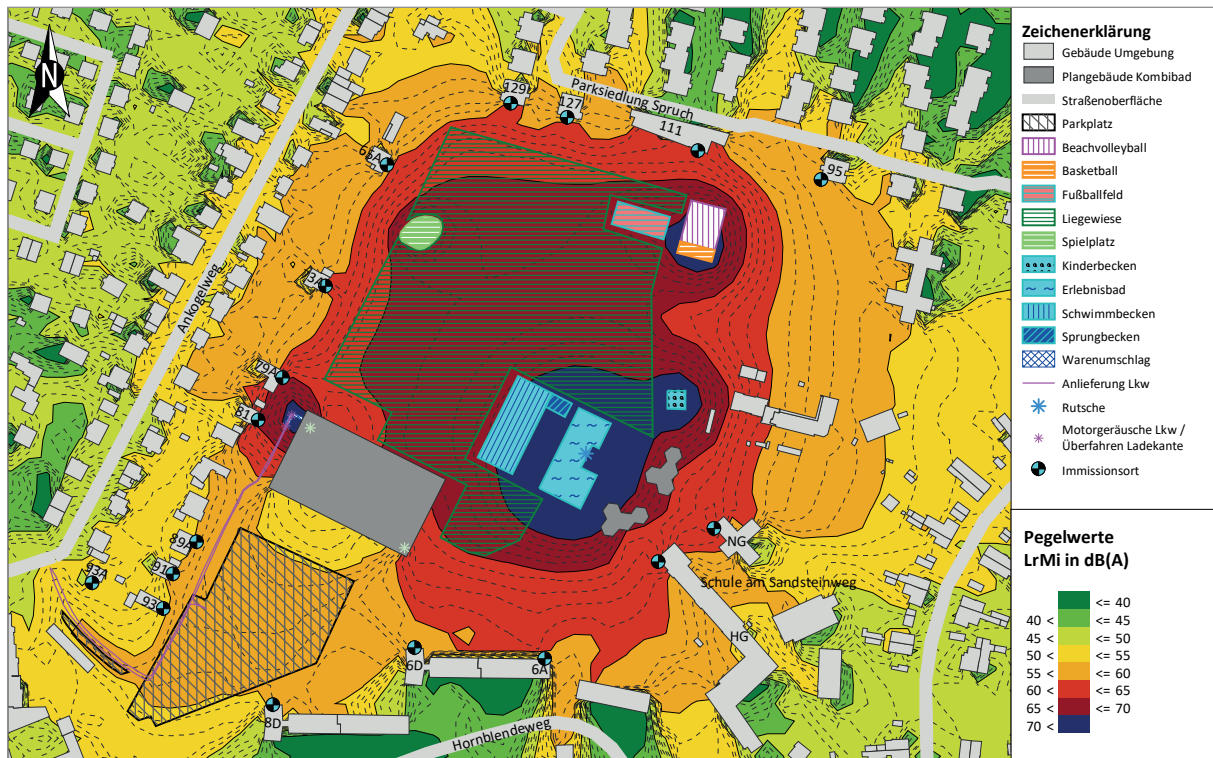 N
Ankogelweg
Parksiedlung Spruch
129
127
111
95
65A
73A
79A
81
89A
91
93A
93
6D
6A
8D
Hornblendeweg
NG
Schule am Sandsteinweg
HG
Zeichenerklärung
Gebäude Umgebung
Plangebäude Kombibad
Straßenoberfläche
Parkplatz
Beachvolleyball
Basketball
Fußballfeld
Liegewiese
Spielplatz
Kinderbecken
Erlebnisbad
Schwimmbecken
Sprungbecken
Warenumschlag
Anlieferung Lkw
Rutsche
Motorgeräusche Lkw /
Überfahren Ladekante
Immissionsort
Pegelwerte
LrMi in dB(A)
<= 40
40 < <= 45
45 < <= 50
50 < <= 55
55 < <= 60
60 < <= 65
65 < <= 70
70 <